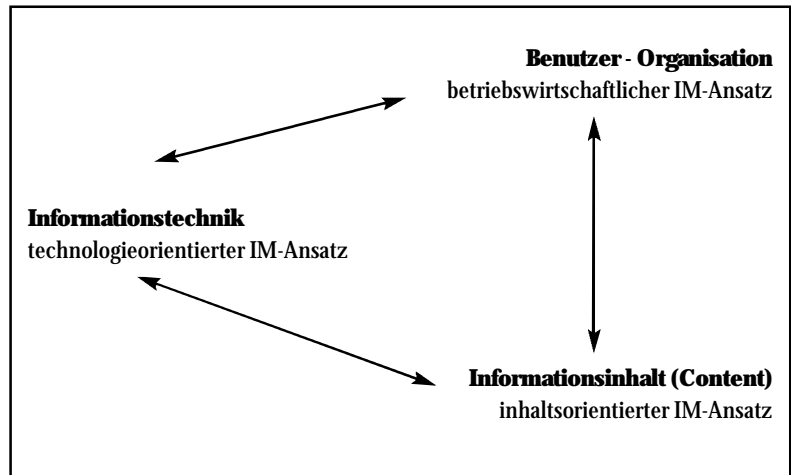 Benutzer - Organisation
betriebswirtschaftlicher IM-Ansatz
Informationstechnik
technologieorientierter IM-Ansatz
Informationsinhalt (Content)
inhaltsorientierter IM-Ansatz